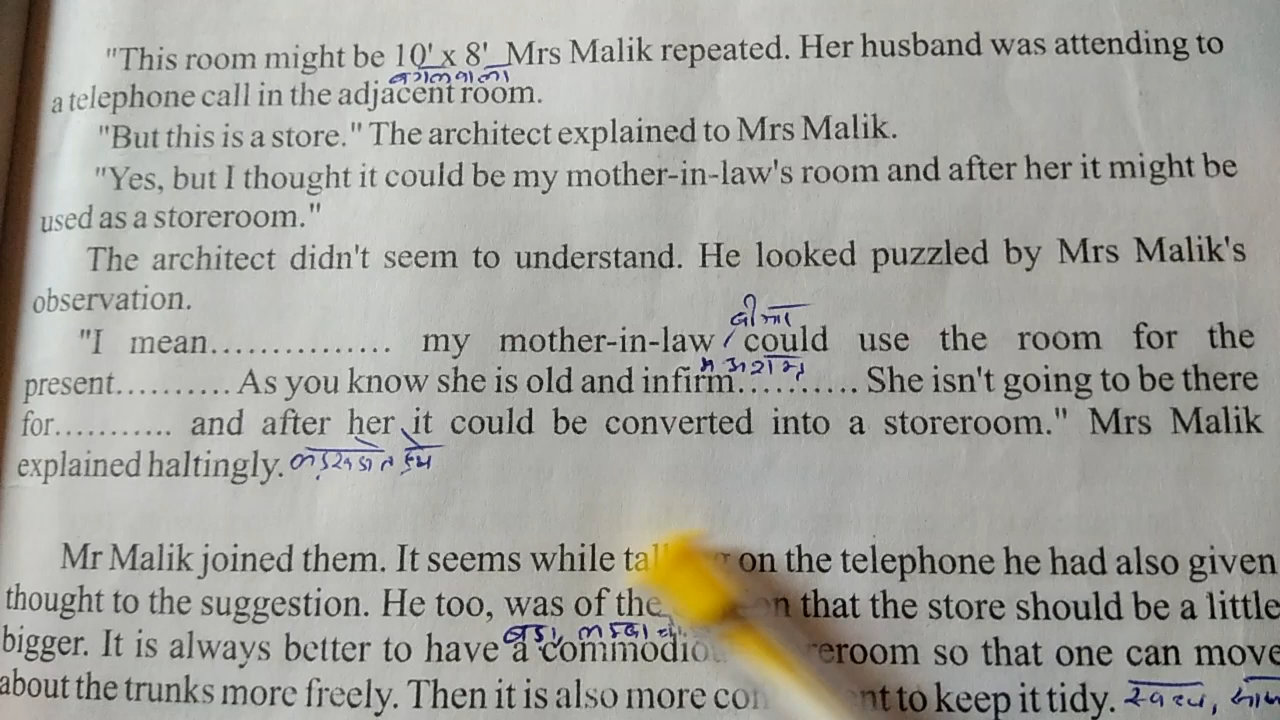 "This room might be 10' x 8' Mrs Malik repeated. Her husband was attending to
बगलवाला
a telephone call in the adjacent room.
"But this is a store." The architect explained to Mrs Malik.
"Yes, but I thought it could be my mother-in-law's room and after her it might be
used as a storeroom."
The architect didn't seem to understand. He looked puzzled by Mrs Malik's
observation.
"I mean............... my mother-in-law could use the room for the
present.......... As you know she is old and infirm.......... She isn't going to be there
for........... and after her it could be converted into a storeroom." Mrs Malik
explained haltingly.
Mr Malik joined them. It seems while on the telephone he had also given
thought to the suggestion. He too, was of the that the store should be a little
bigger. It is always better to have a so that one can move
about the trunks more freely. Then it is also more to keep it tidy.